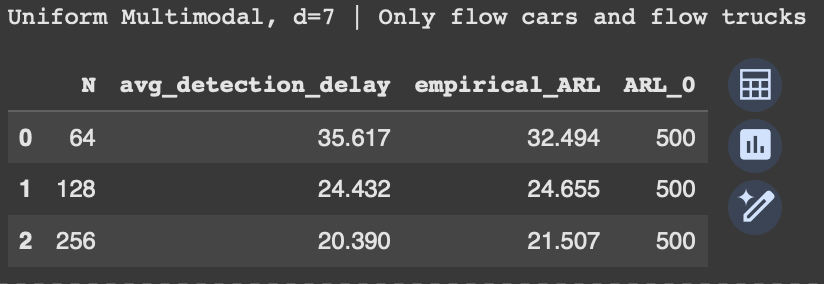 Uniform Multimodal, d=7 | Only flow cars and flow trucks
N avg_detection_delay empirical_ARL ARL_0
0 64 35.617 32.494 500
1 128 24.432 24.655 500
2 256 20.390 21.507 500